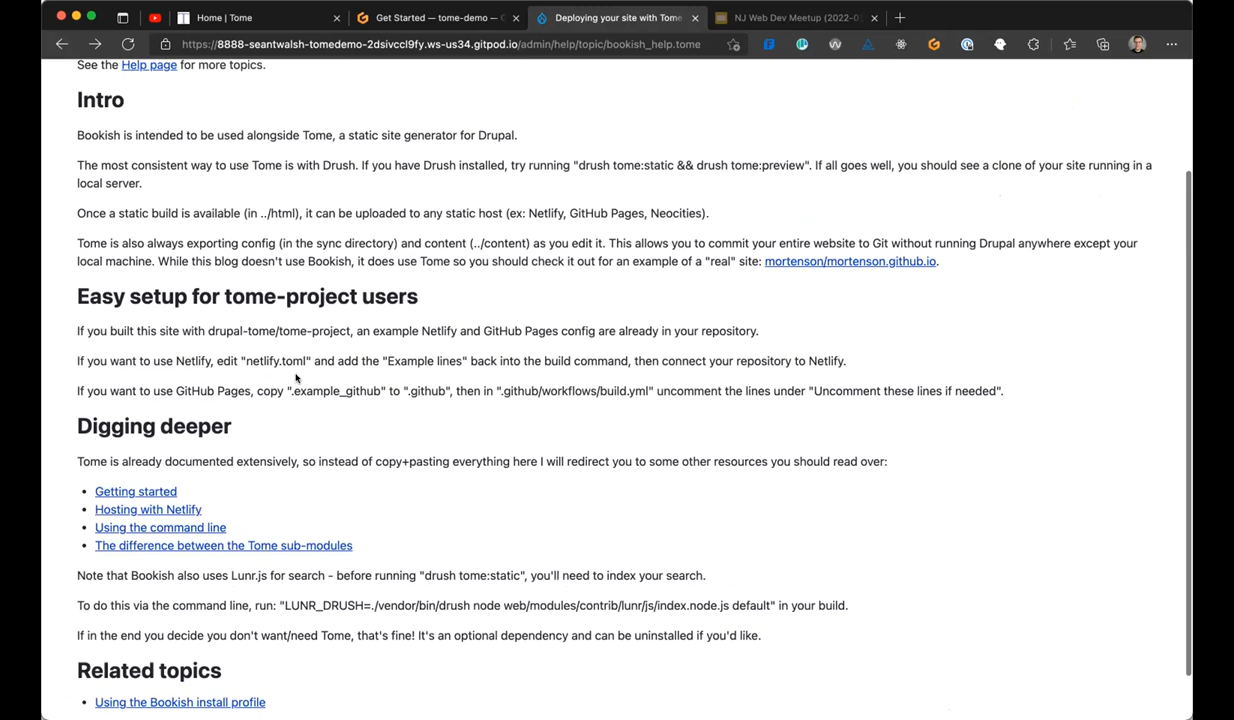 Home | Tome
Get Started — tome-demo —
Deploying your site with Tome
NJ Web Dev Meetup (2022-0
https://8888-seantwalsh-tomedemo-2dsivccl9fy.ws-us34.gitpod.io/admin/help/topic/bookish_help.tome
See the Help page for more topics.
Intro
Bookish is intended to be used alongside Tome, a static site generator for Drupal.
The most consistent way to use Tome is with Drush. If you have Drush installed, try running "drush tome:static && drush tome:preview". If all goes well, you should see a clone of your site running in a
local server.
Once a static build is available (in ../html), it can be uploaded to any static host (ex: Netlify, GitHub Pages, Neocities).
Tome is also always exporting config (in the sync directory) and content (../content) as you edit it. This allows you to commit your entire website to Git without running Drupal anywhere except your
local machine. While this blog doesn't use Bookish, it does use Tome so you should check it out for an example of a "real" site: mortenson/mortenson.github.io.
Easy setup for tome-project users
If you built this site with drupal-tome/tome-project, an example Netlify and GitHub Pages config are already in your repository.
If you want to use Netlify, edit "netlify.toml" and add the "Example lines" back into the build command, then connect your repository to Netlify.
If you want to use GitHub Pages, copy ".example_github" to ".github", then in ".github/workflows/build.yml" uncomment the lines under "Uncomment these lines if needed".
Digging deeper
Tome is already documented extensively, so instead of copy+pasting everything here I will redirect you to some other resources you should read over:
• Getting started
• Hosting with Netlify
• Using the command line
• The difference between the Tome sub-modules
Note that Bookish also uses Lunr.js for search - before running "drush tome:static", you'll need to index your search.
To do this via the command line, run: "LUNR_DRUSH=./vendor/bin/drush node web/modules/contrib/lunr/js/index.node.js default" in your build.
If in the end you decide you don't want/need Tome, that's fine! It's an optional dependency and can be uninstalled if you'd like.
Related topics
• Using the Bookish install profile